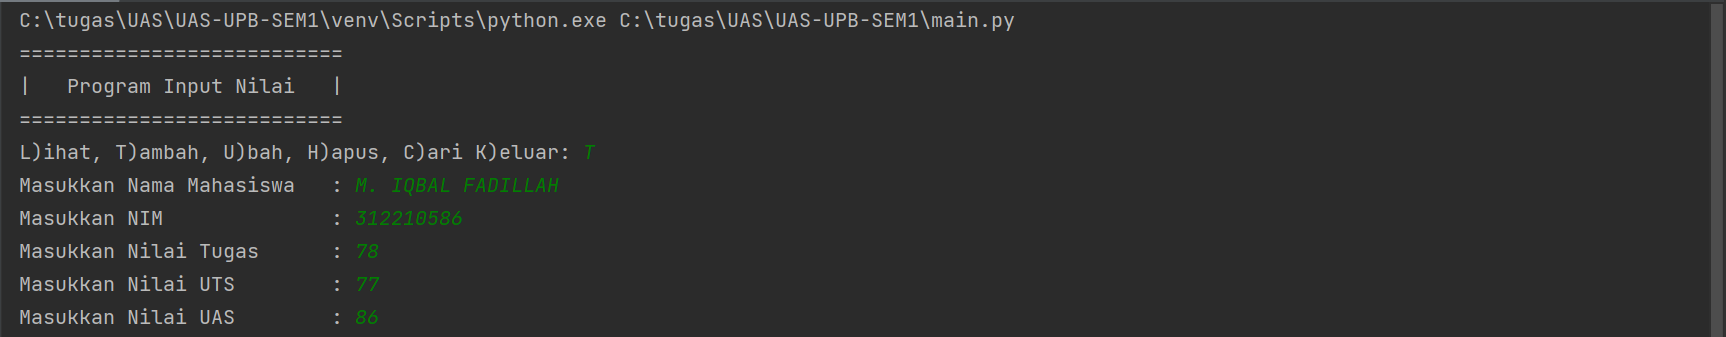 C:\tugas\UAS\UAS-UPB-SEM1\venv\Scripts\python.exe C:\tugas\UAS\UAS-UPB-SEM1\main.py
===========================
|   Program Input Nilai   |
===========================
L)ihat, T)ambah, U)bah, H)apus, C)ari K)eluar: T
Masukkan Nama Mahasiswa   : M. IQBAL FADILLAH
Masukkan NIM              : 312210586
Masukkan Nilai Tugas      : 78
Masukkan Nilai UTS        : 77
Masukkan Nilai UAS        : 86